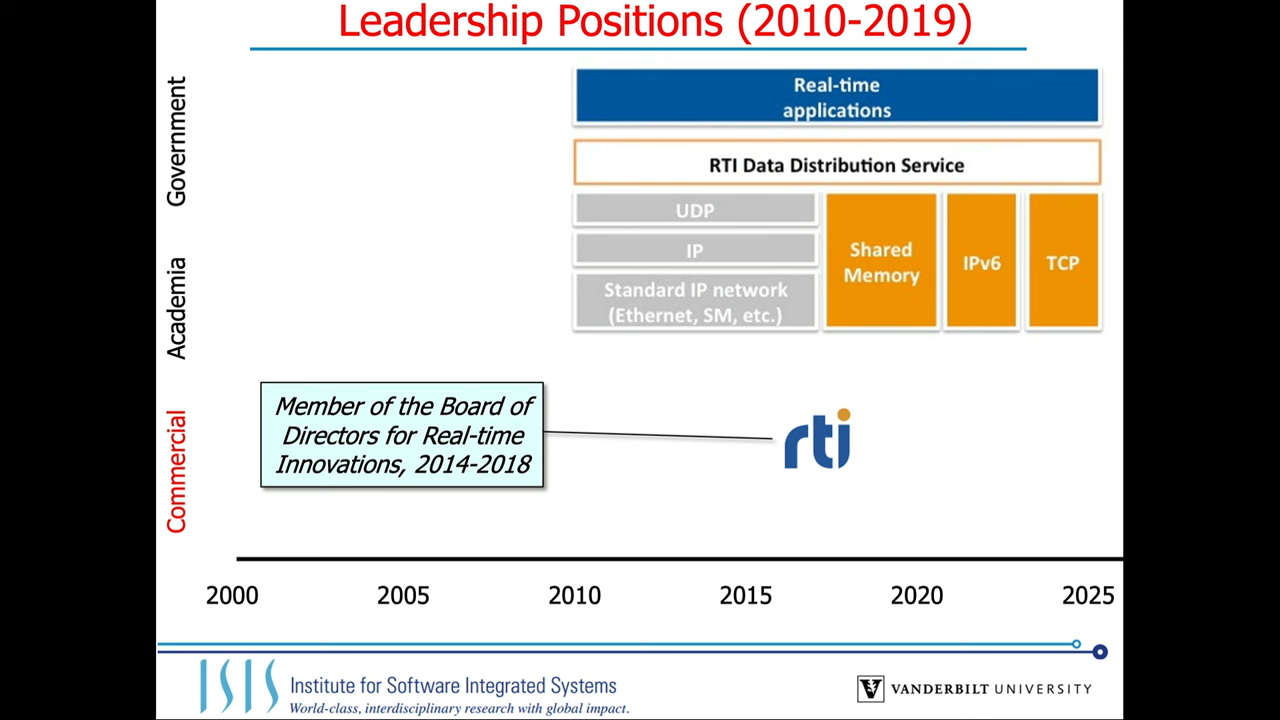 Leadership Positions (2010-2019)
Government
Academia
Commercial
Real-time
applications
RTI Data Distribution Service
UDP
IP
Standard IP network
(Ethernet, SM, etc.)
Shared
Memory
IPv6
TCP
Member of the Board of
Directors for Real-time
Innovations, 2014-2018
rti
2000 2005 2010 2015 2020 2025
ISIS Institute for Software Integrated Systems
World-class, interdisciplinary research with global impact.
V VANDERBILT UNIVERSITY